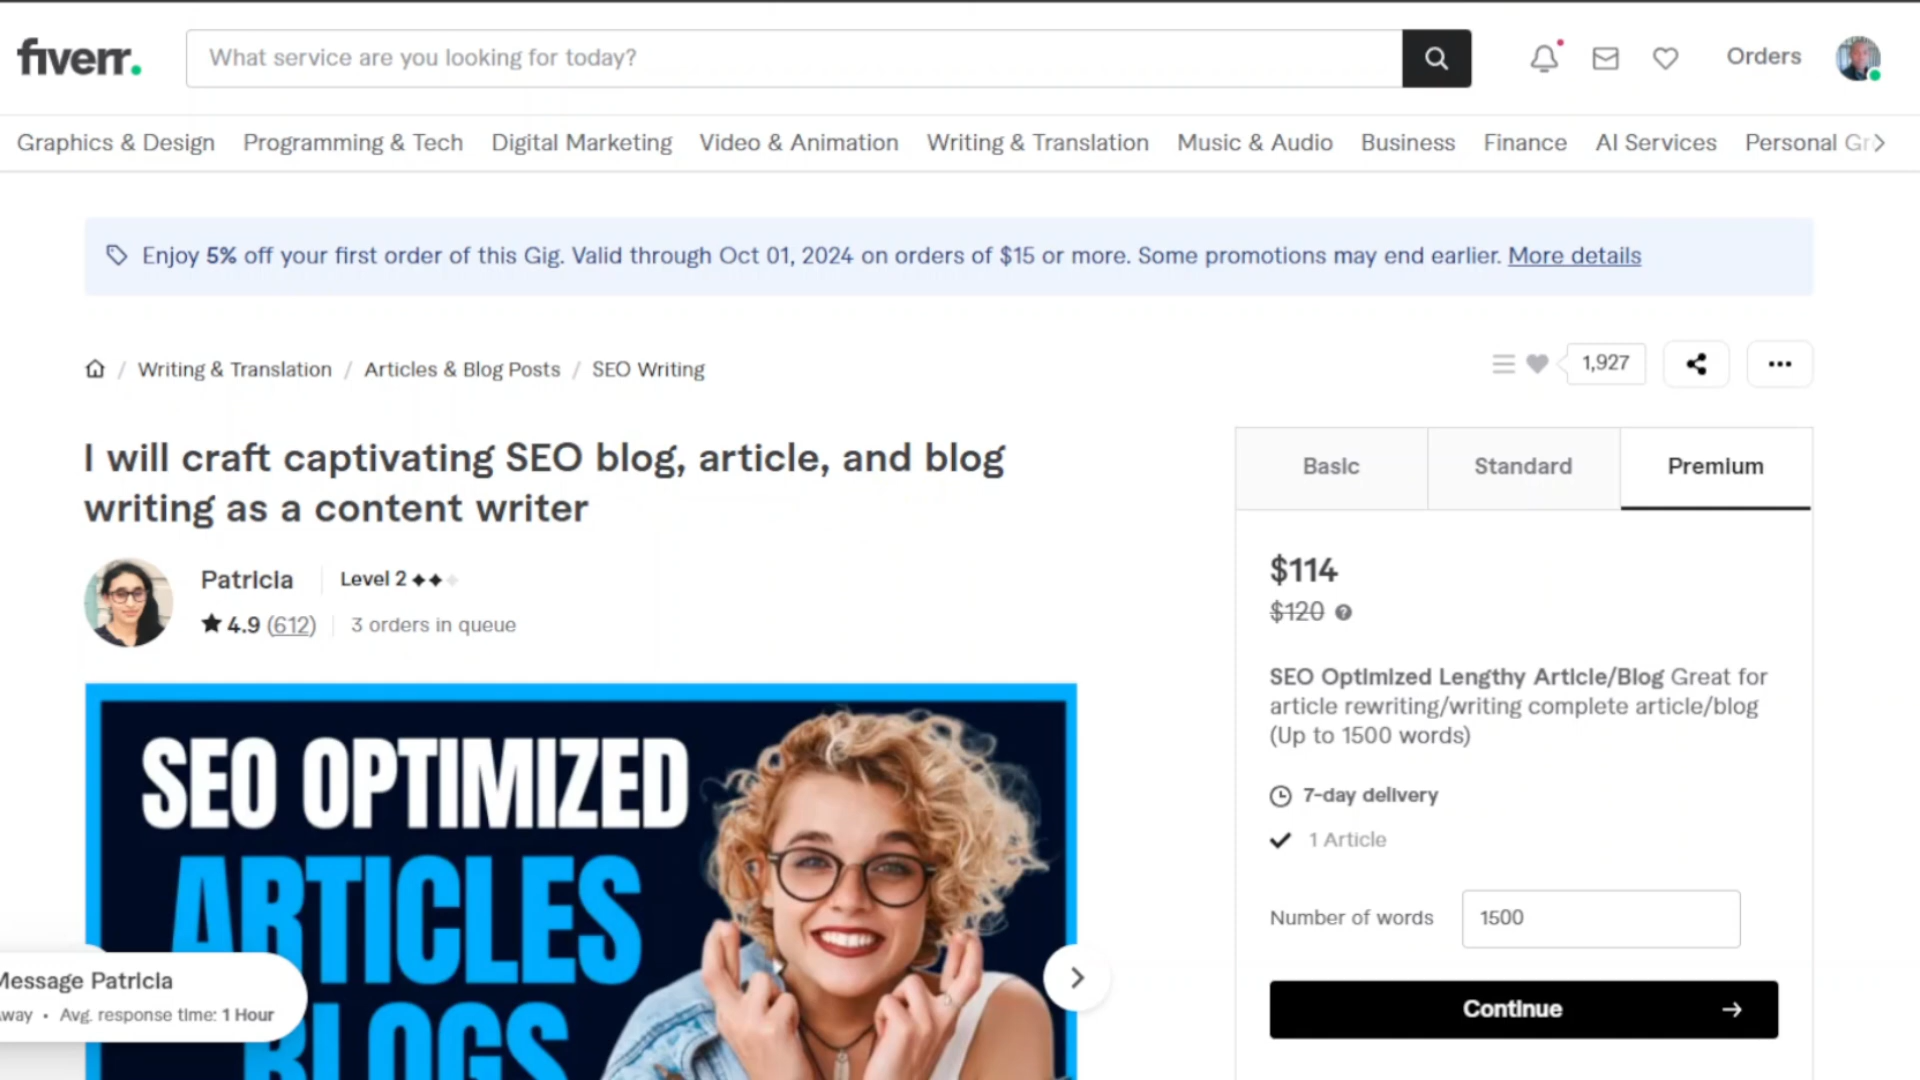 fiverr.
What service are you looking for today?
Orders
Graphics & Design Programming & Tech Digital Marketing Video & Animation Writing & Translation Music & Audio Business Finance AI Services Personal Gr
Enjoy 5% off your first order of this Gig. Valid through Oct 01, 2024 on orders of $15 or more. Some promotions may end earlier. More details
/ Writing & Translation / Articles & Blog Posts / SEO Writing
1,927
I will craft captivating SEO blog, article, and blog
writing as a content writer
Patricia
Level 2
4.9 (612)
3 orders in queue
SEO OPTIMIZED
ARTICLES
BLOGS
Message Patricia
Away • Avg. response time: 1 Hour
Basic
Standard
Premium
$114
$120
SEO Optimized Lengthy Article/Blog Great for
article rewriting/writing complete article/blog
(Up to 1500 words)
7-day delivery
1 Article
Number of words
1500
Continue